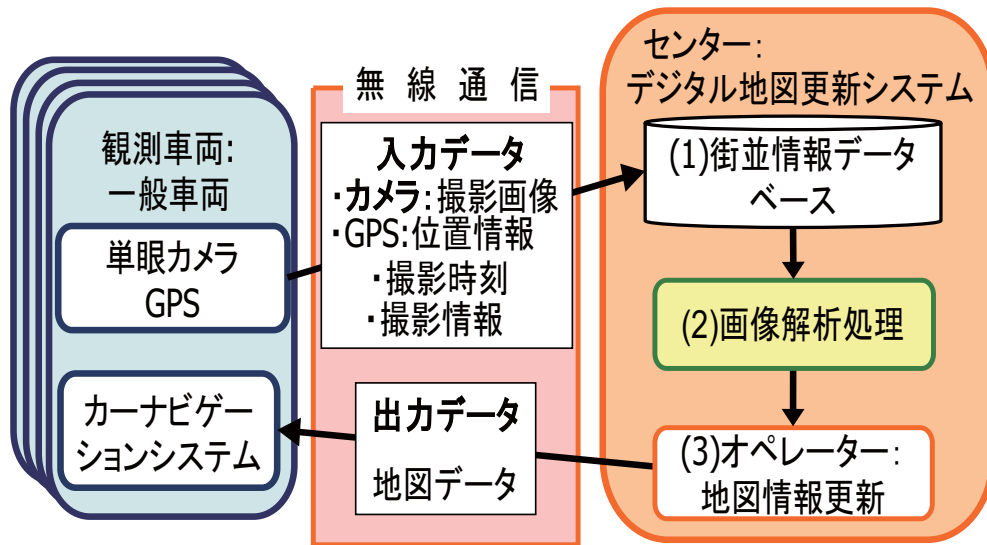 観測車両:
一般車両
単眼カメラ
GPS
カーナビゲー
ションシステム
無線通信
入力データ
・カメラ:撮影画像
・GPS:位置情報
・撮影時刻
・撮影情報
出力データ
地図データ
センター:
デジタル地図更新システム
(1)街並情報データ
ベース
(2)画像解析処理
(3)オペレーター:
地図情報更新